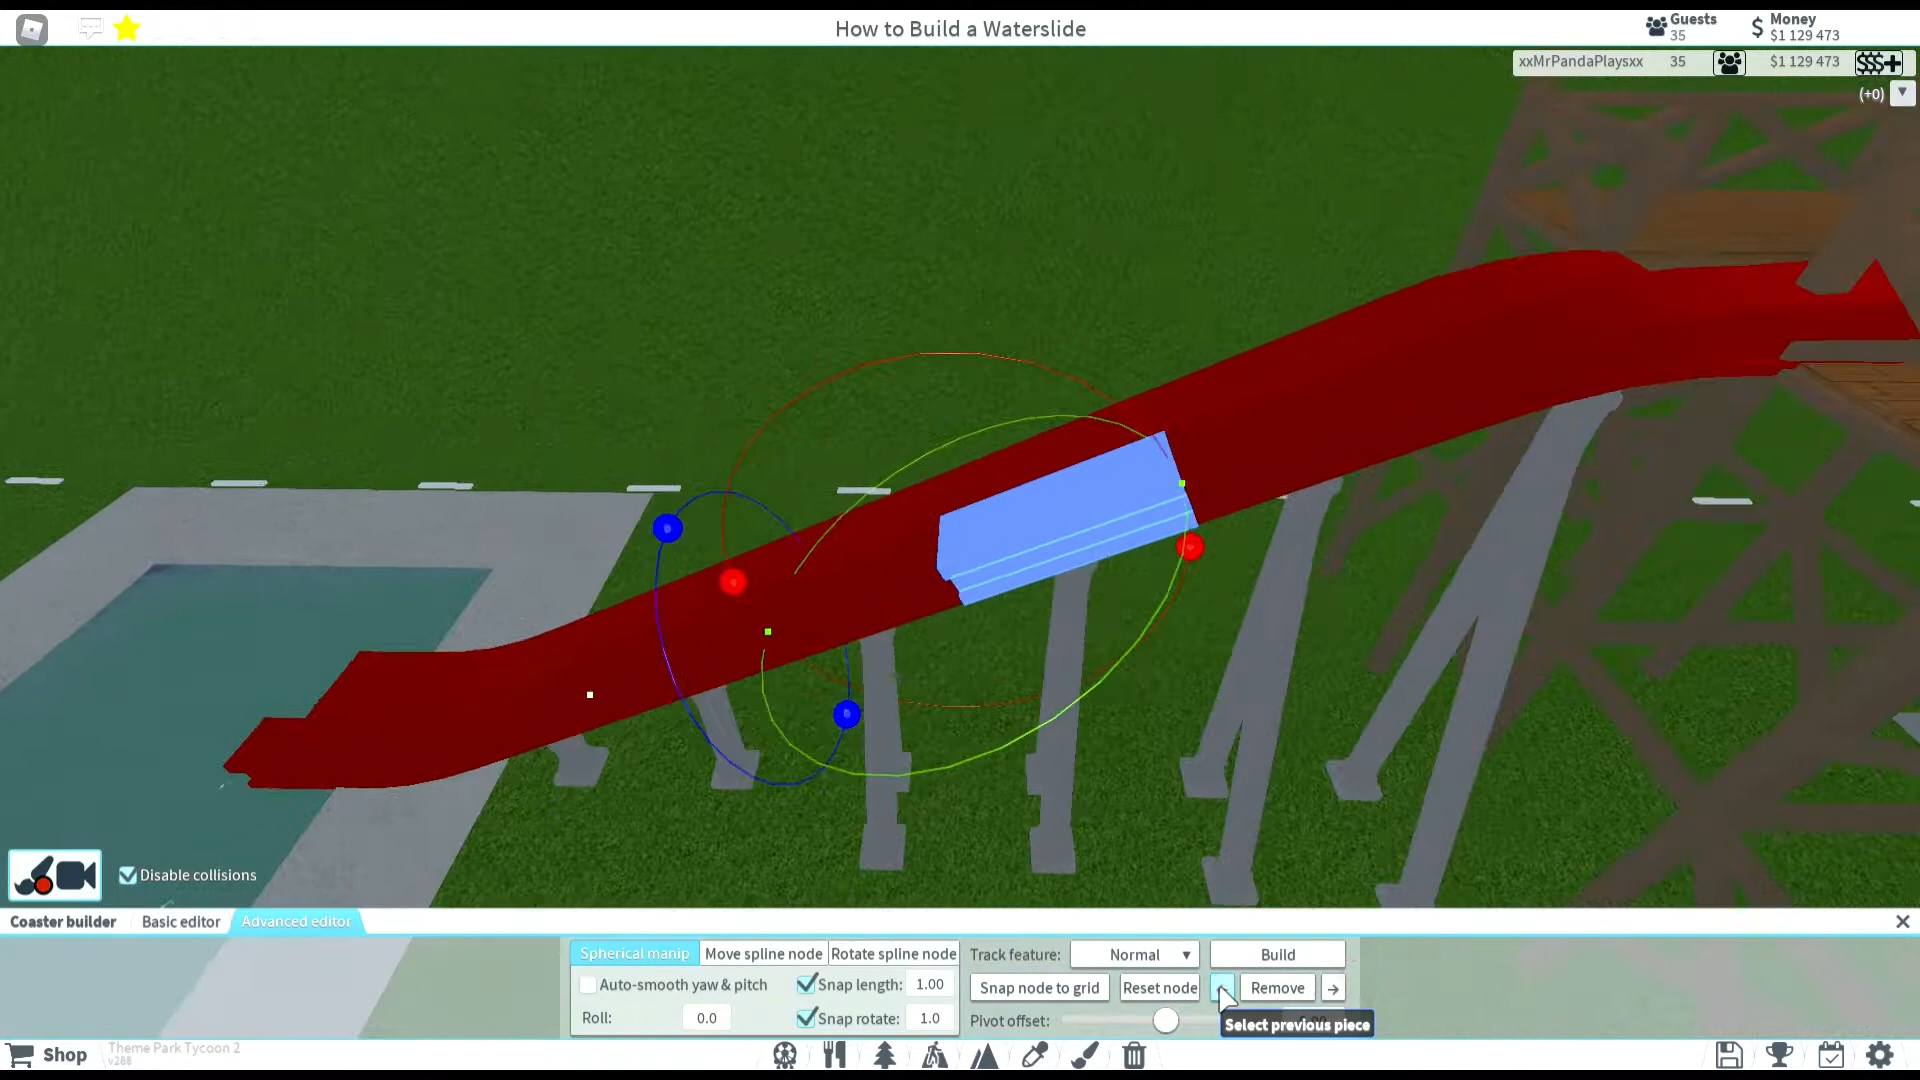 How to Build a Waterslide
Guests
35
Money
$1 129 473
xxMrPandaPlaysxx 35 $1 129 473 $$$+
(+0)
Disable collisions
Coaster builder Basic editor Advanced editor
Spherical manip Move spline node Rotate spline node Track feature: Normal Build
Auto-smooth yaw & pitch Snap length: 1.00 Snap node to grid Reset node Remove
Roll: 0.0 Snap rotate: 1.0 Pivot offset:
Select previous piece
Shop
Theme Park Tycoon 2
v288